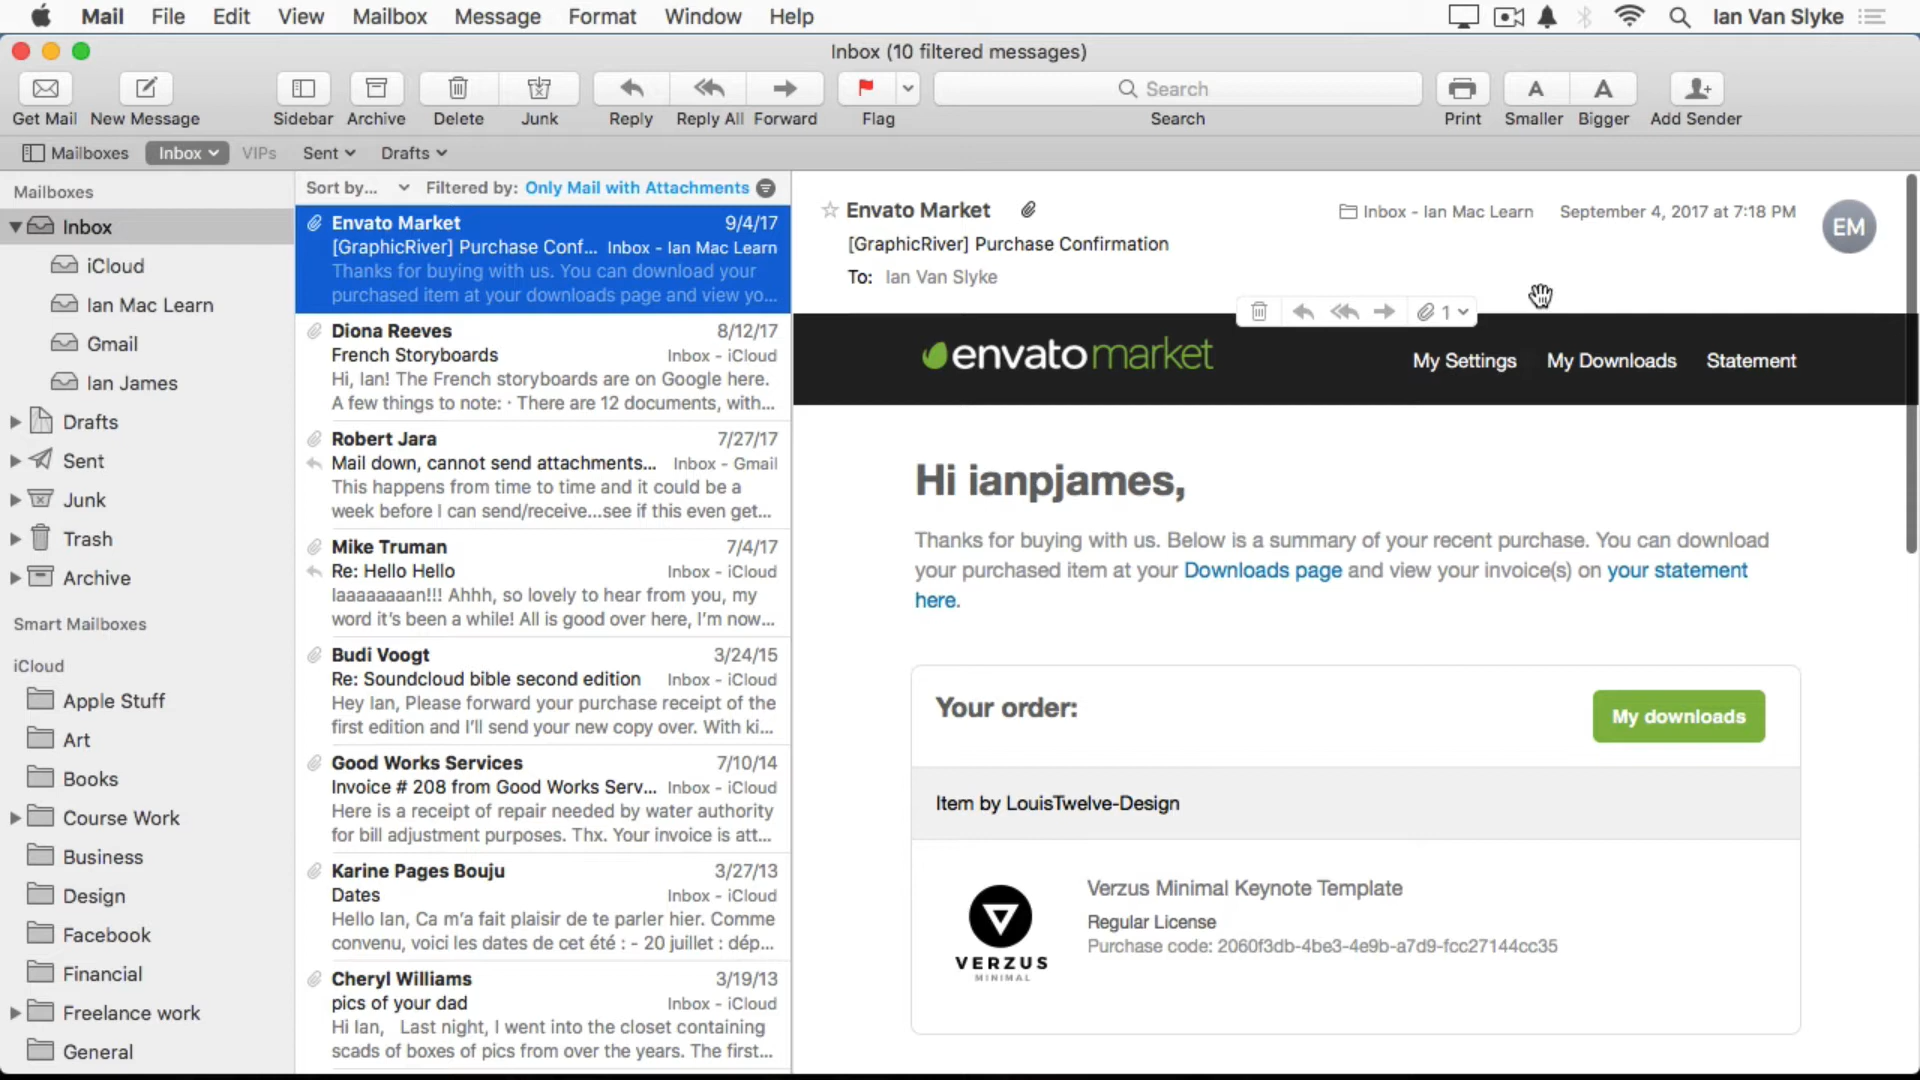 Mail File Edit View Mailbox Message Format Window Help Ian Van Slyke
Inbox (10 filtered messages)
Search
A A
Get Mail New Message Sidebar Archive Delete Junk Reply Reply All Forward Flag Search Print Smaller Bigger Add Sender
Mailboxes Inbox VIPs Sent Drafts
Mailboxes
Inbox
iCloud
Ian Mac Learn
Gmail
Ian James
Drafts
Sent
Junk
Trash
Archive
Smart Mailboxes
iCloud
Apple Stuff
Art
Books
Course Work
Business
Design
Facebook
Financial
Freelance work
General
Sort by... Filtered by: Only Mail with Attachments
Envato Market 9/4/17
[GraphicRiver] Purchase Conf... Inbox - Ian Mac Learn
Thanks for buying with us. You can download your
purchased item at your downloads page and view yo...
Diona Reeves 8/12/17
French Storyboards Inbox - iCloud
Hi, Ian! The French storyboards are on Google here.
A few things to note: · There are 12 documents, with...
Robert Jara 7/27/17
Mail down, cannot send attachments... Inbox - Gmail
This happens from time to time and it could be a
week before I can send/receive...see if this even get...
Mike Truman 7/4/17
Re: Hello Hello Inbox - iCloud
Iaaaaaaan!!! Ahhh, so lovely to hear from you, my
word it's been a while! All is good over here, I'm now...
Budi Voogt 3/24/15
Re: Soundcloud bible second edition Inbox - iCloud
Hey Ian, Please forward your purchase receipt of the
first edition and I'll send your new copy over. With ki...
Good Works Services 7/10/14
Invoice # 208 from Good Works Serv... Inbox - iCloud
Here is a receipt of repair needed by water authority
for bill adjustment purposes. Thx. Your invoice is att...
Karine Pages Bouju 3/27/13
Dates Inbox - iCloud
Hello Ian, Ca m'a fait plaisir de te parler hier. Comme
convenu, voici les dates de cet été : - 20 juillet : dép...
Cheryl Williams 3/19/13
pics of your dad Inbox - iCloud
Hi Ian, Last night, I went into the closet containing
scads of boxes of pics from over the years. The first...
Envato Market Inbox - Ian Mac Learn September 4, 2017 at 7:18 PM
EM
[GraphicRiver] Purchase Confirmation
To: Ian Van Slyke
1
envatomarket My Settings My Downloads Statement
Hi ianpjames,
Thanks for buying with us. Below is a summary of your recent purchase. You can download
your purchased item at your Downloads page and view your invoice(s) on your statement
here.
Your order: My downloads
Item by LouisTwelve-Design
Verzus Minimal Keynote Template
Regular License
Purchase code: 2060f3db-4be3-4e9b-a7d9-fcc27144cc35
VERZUS
MINIMAL